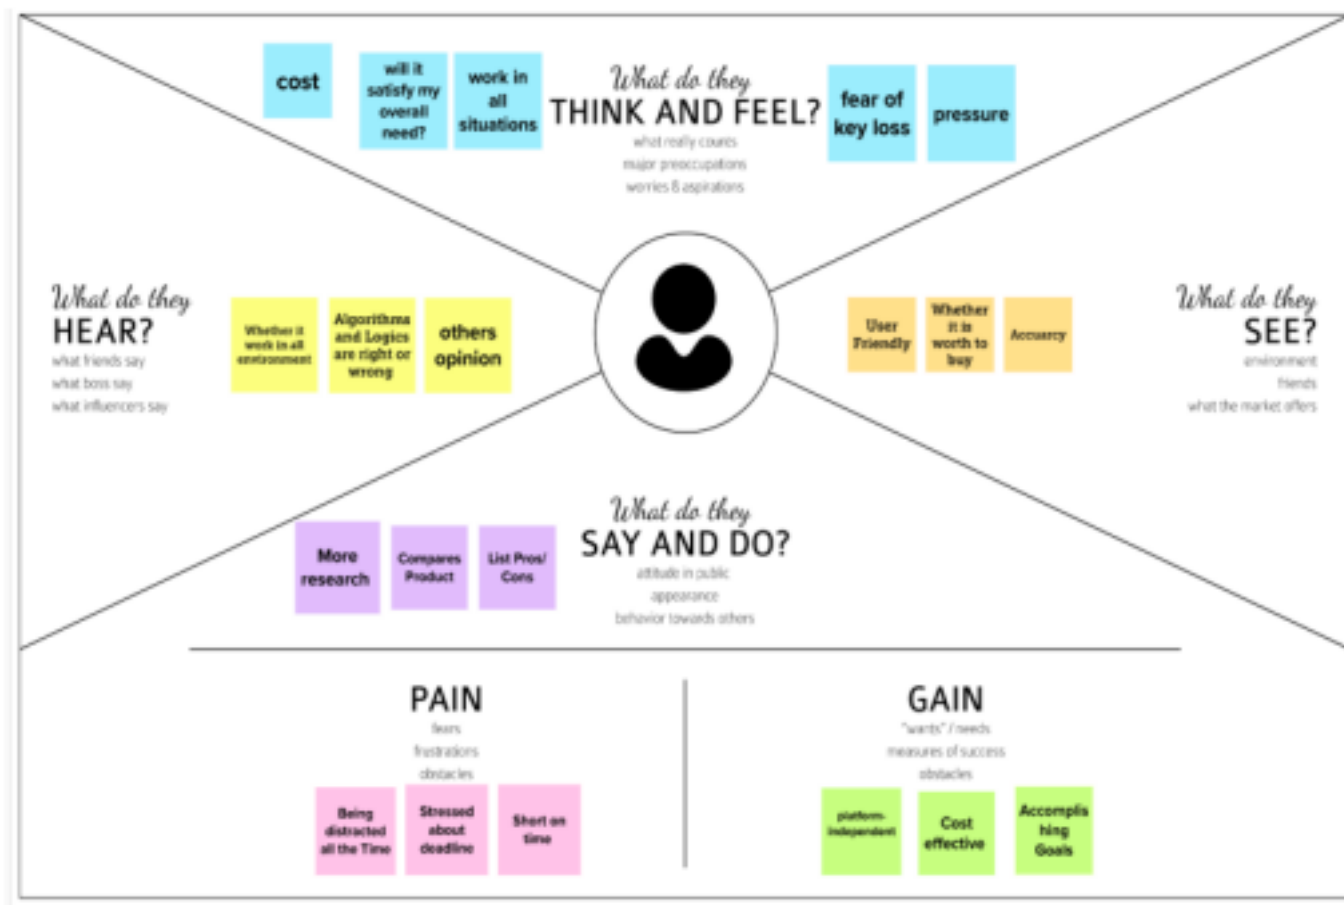 cost
will it
satisfy my
overall
need?
work in
all
situations
What do they
THINK AND FEEL?
what really counts
major preoccupations
worries & aspirations
fear of
key loss
pressure
What do they
HEAR?
what friends say
what boss say
what influencers say
Whether it
work in all
environment
Algorithms
and Logics
are right or
wrong
others
opinion
User
Friendly
Whether
it is
worth to
buy
Accuarcy
What do they
SEE?
environment
friends
what the market offers
What do they
SAY AND DO?
attitude in public
appearance
behavior towards others
More
research
Compares
Product
List Pros/
Cons
PAIN
fears
frustrations
obstacles
Being
distracted
all the Time
Stressed
about
deadline
Short on
time
GAIN
"wants" / needs
measures of success
obstacles
platform-
independent
Cost
effective
Accomplis
hing
Goals